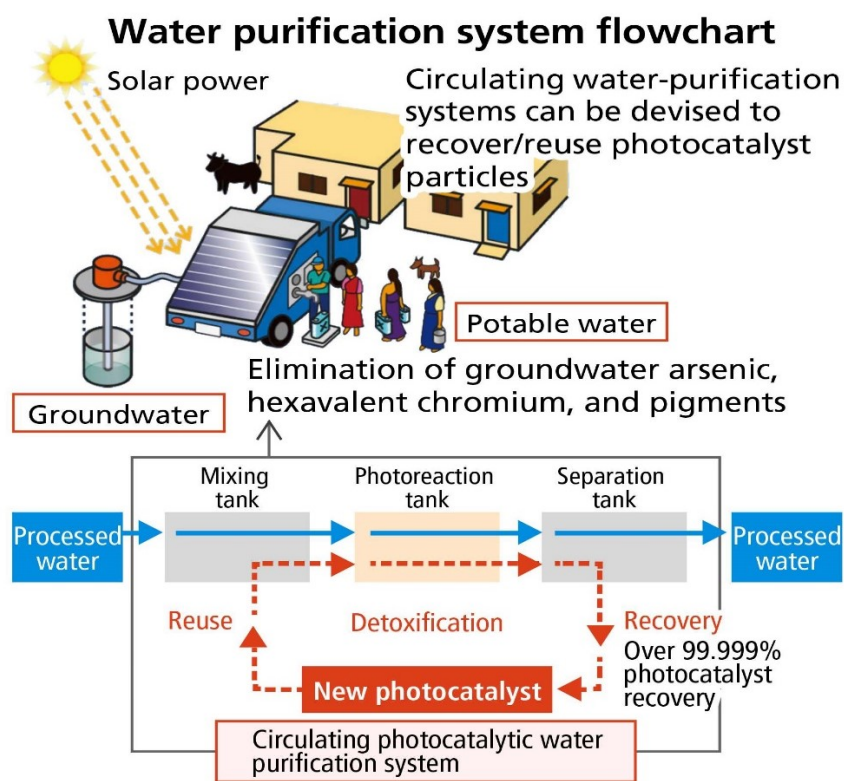 Water purification system flowchart
Solar power
Circulating water-purification
systems can be devised to
recover/reuse photocatalyst
particles
Potable water
Groundwater
Elimination of groundwater arsenic,
hexavalent chromium, and pigments
Mixing
tank
Photoreaction
tank
Separation
tank
Processed
water
Processed
water
Reuse
Detoxification
Recovery
Over 99.999%
photocatalyst
recovery
New photocatalyst
Circulating photocatalytic water
purification system